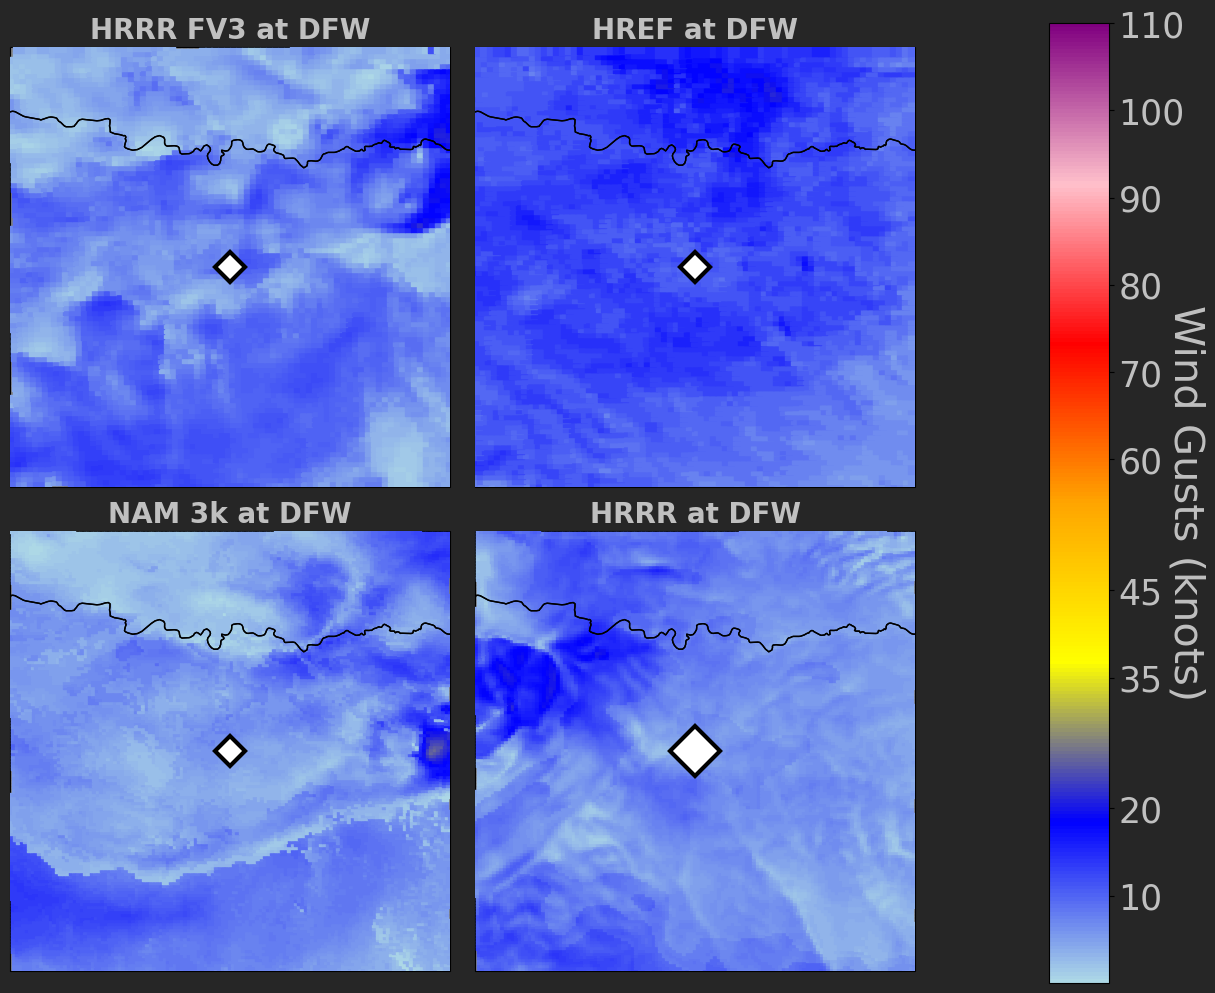 HRRR FV3 at DFW
HREF at DFW
NAM 3k at DFW
HRRR at DFW
110
100
90
80
70
60
45
35
20
10
Wind Gusts (knots)